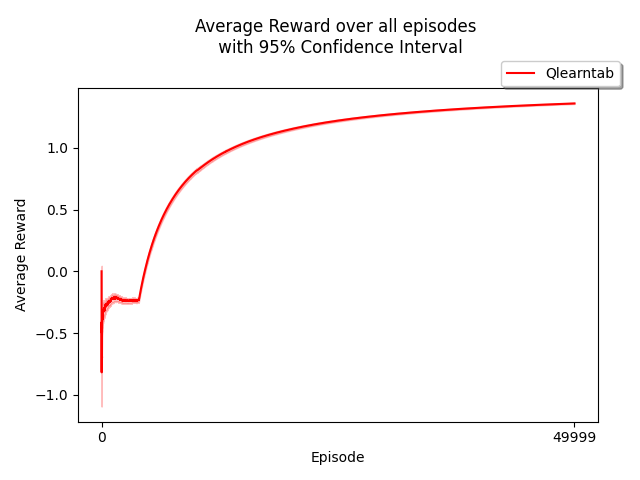 Average Reward over all episodes
with 95% Confidence Interval
Qlearntab
1.0
0.5
0.0
−0.5
−1.0
Average Reward
0
49999
Episode